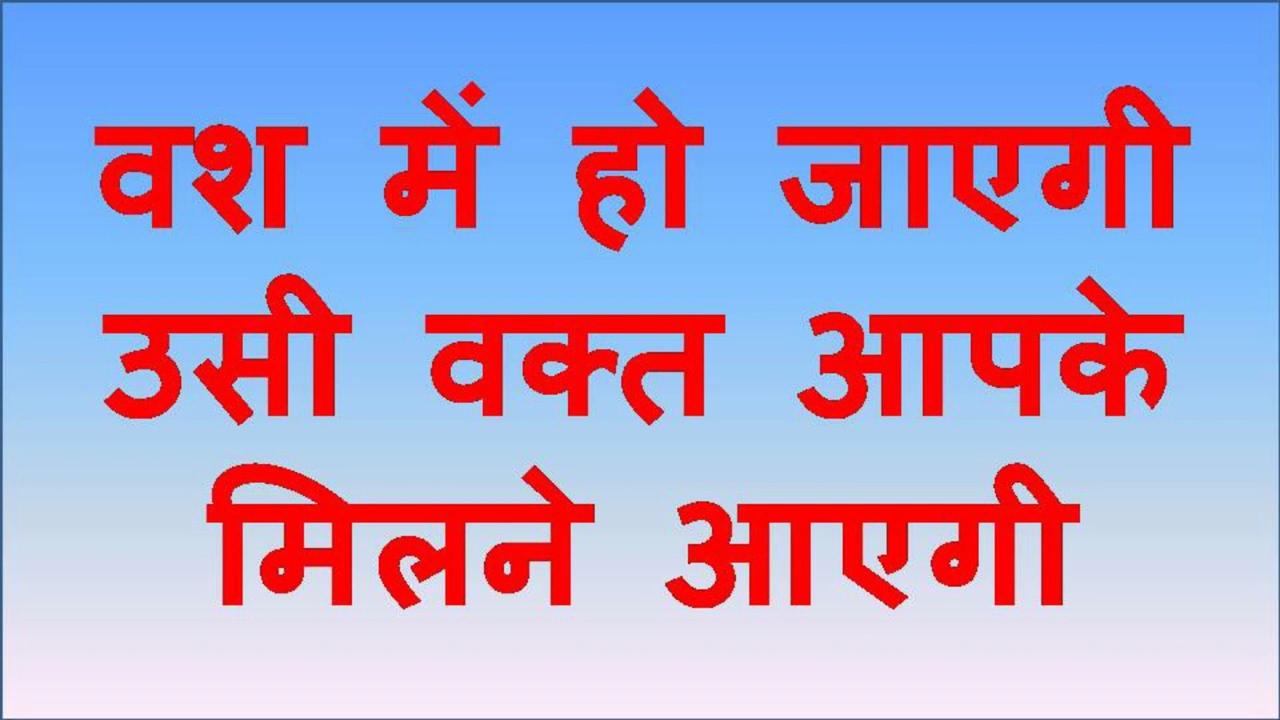 वश में हो जाएगी
उसी वक्त आपके
मिलने आएगी